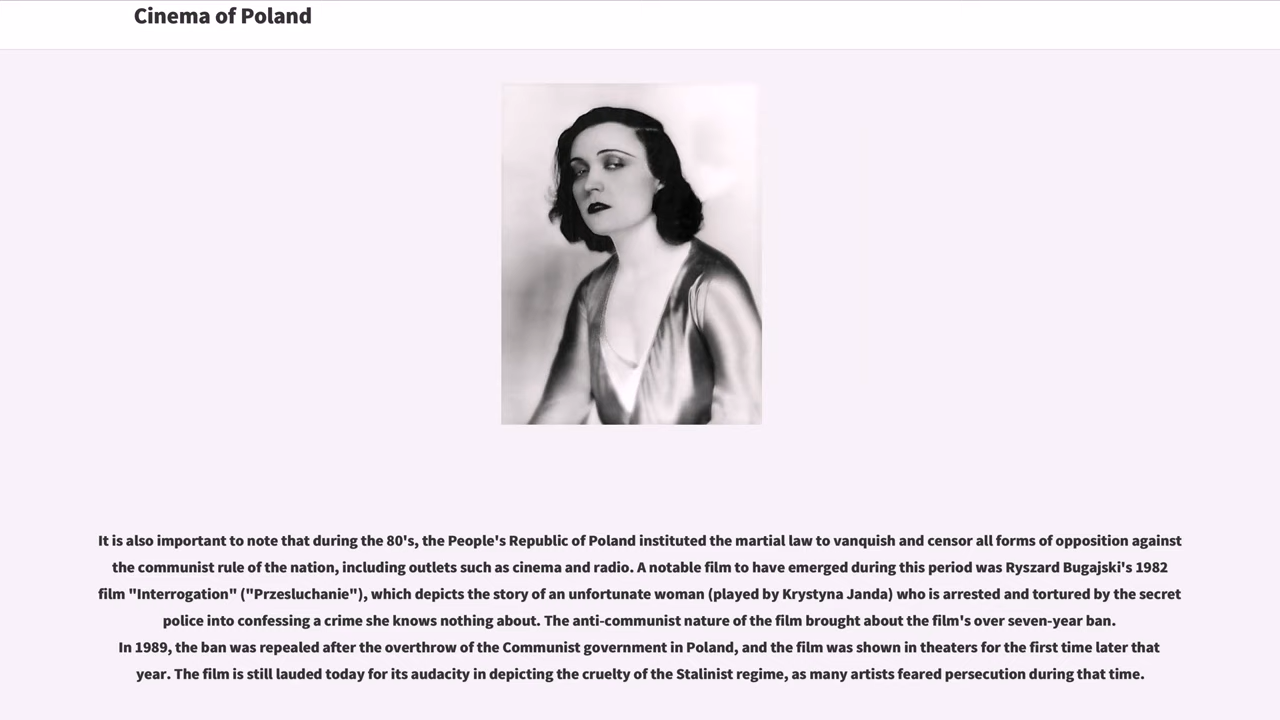 Cinema of Poland
It is also important to note that during the 80's, the People's Republic of Poland instituted the martial law to vanquish and censor all forms of opposition against
the communist rule of the nation, including outlets such as cinema and radio. A notable film to have emerged during this period was Ryszard Bugajski's 1982
film "Interrogation" ("Przesluchanie"), which depicts the story of an unfortunate woman (played by Krystyna Janda) who is arrested and tortured by the secret
police into confessing a crime she knows nothing about. The anti-communist nature of the film brought about the film's over seven-year ban.
In 1989, the ban was repealed after the overthrow of the Communist government in Poland, and the film was shown in theaters for the first time later that
year. The film is still lauded today for its audacity in depicting the cruelty of the Stalinist regime, as many artists feared persecution during that time.